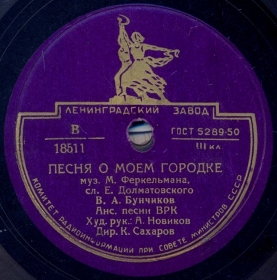 ЛЕНИНГРАДСКИЙ ЗАВОД
В
18511
ГОСТ 5289-50
III кл.
ПЕСНЯ О МОЕМ ГОРОДКЕ
муз. М. Феркельмана,
сл. Е. Долматовского
В. А. Бунчиков
Анс. песни ВРК
Худ. рук. А. Новиков
Дир. К. Сахаров
КОМИТЕТ РАДИОИНФОРМАЦИИ ПРИ СОВЕТЕ МИНИСТРОВ СССР